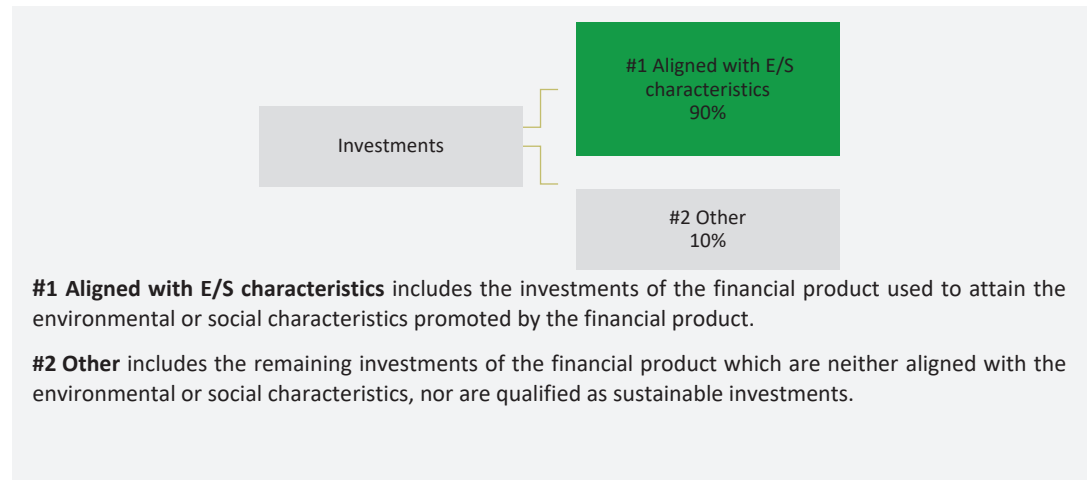 #1 Aligned with E/S
characteristics
90%
Investments
#2 Other
10%
#1 Aligned with E/S characteristics includes the investments of the financial product used to attain the
environmental or social characteristics promoted by the financial product.
#2 Other includes the remaining investments of the financial product which are neither aligned with the
environmental or social characteristics, nor are qualified as sustainable investments.